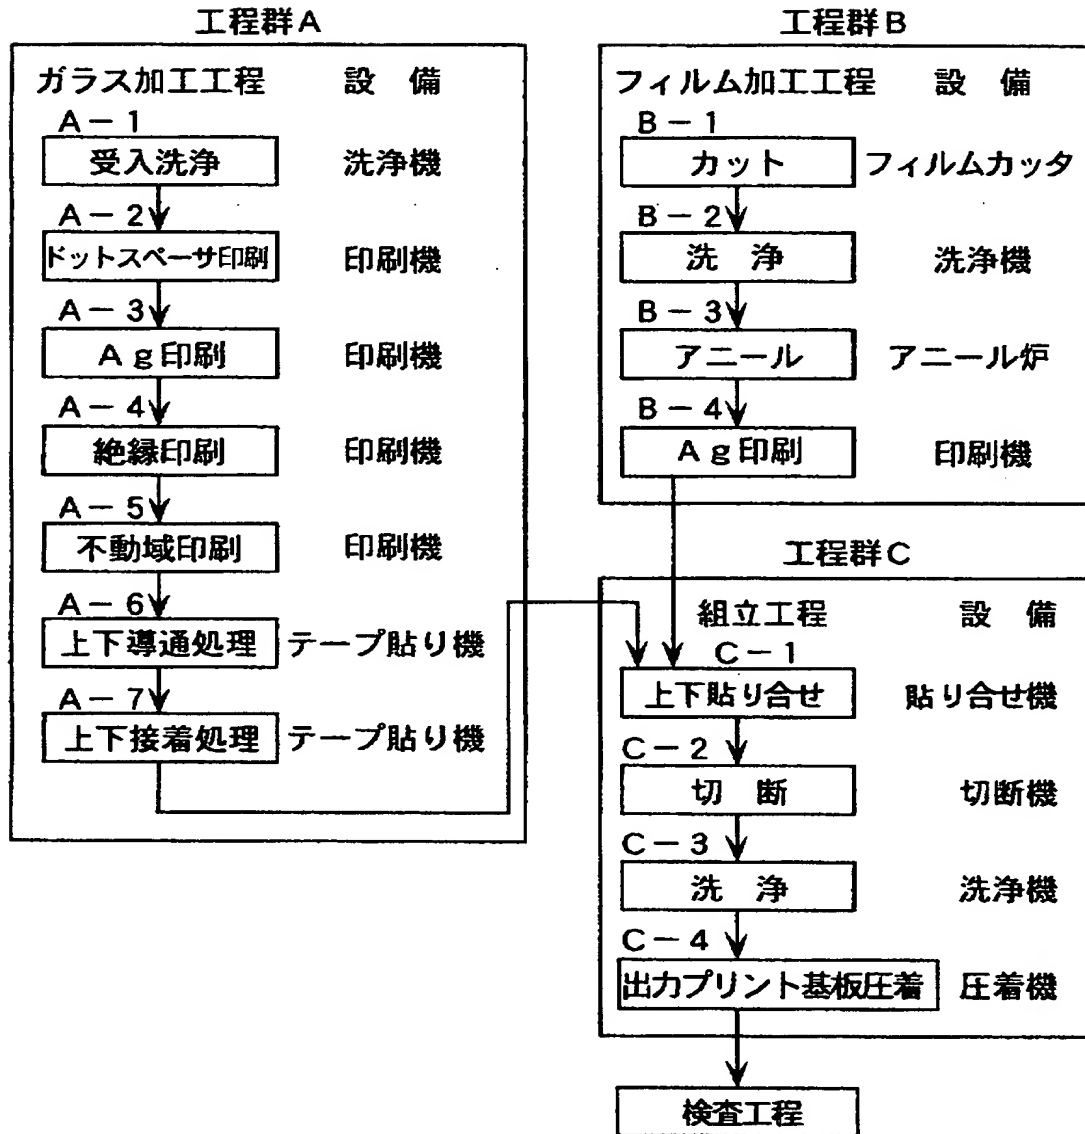 工程群A
ガラス加工工程 設 備
A－1
受入洗浄 洗浄機
A－2
ドットスペーサ印刷 印刷機
A－3
Ag印刷 印刷機
A－4
絶縁印刷 印刷機
A－5
不動域印刷 印刷機
A－6
上下導通処理 テープ貼り機
A－7
上下接着処理 テープ貼り機
工程群B
フィルム加工工程 設 備
B－1
カット フィルムカッタ
B－2
洗 浄 洗浄機
B－3
アニール アニール炉
B－4
Ag印刷 印刷機
工程群C
組立工程 設 備
C－1
上下貼り合せ 貼り合せ機
C－2
切 断 切断機
C－3
洗 浄 洗浄機
C－4
出力プリント基板圧着 圧着機
検査工程